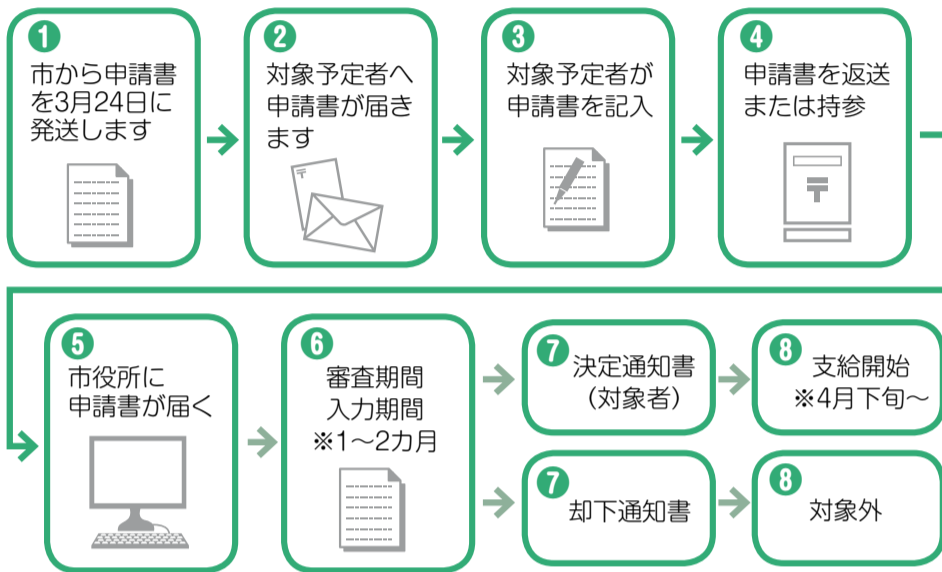 1
市から申請書
を3月24日に
発送します
2
対象予定者へ
申請書が届き
ます
〒
3
対象予定者が
申請書を記入
4
申請書を返送
または持参
〒
5
市役所に
申請書が届く
6
審査期間
入力期間
※1〜2カ月
7
決定通知書
（対象者）
8
支給開始
※4月下旬〜
7
却下通知書
8
対象外